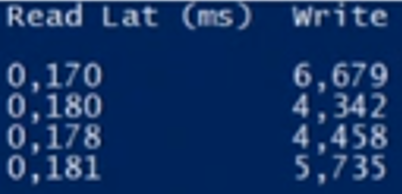 Read Lat (ms) Write
0,170 6,679
0,180 4,342
0,178 4,458
0,181 5,735